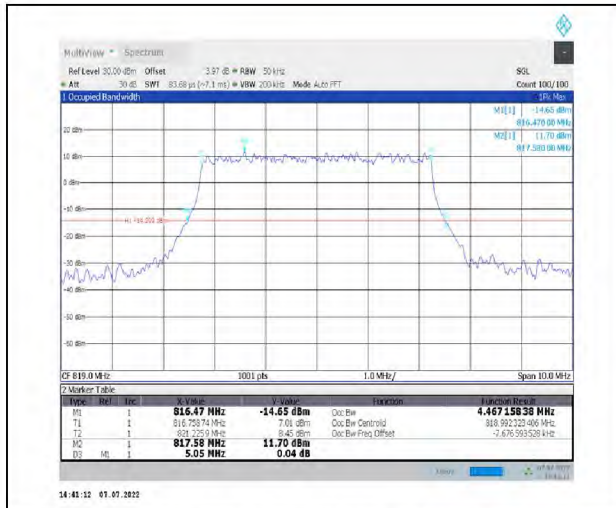 MultiView Spectrum
Ref Level 30.00 dBm Offset 3.97 dB RBW 50 kHz SGL
Att 30 dB SWT 83.68 µs (~7.1 ms) VBW 200 kHz Mode Auto FFT Count 100/100
1 Occupied Bandwidth 1Pk Max
M1[1] -14.65 dBm
816.470 00 MHz
M2[1] 11.70 dBm
817.580 00 MHz
20 dBm
10 dBm
0 dBm
-10 dBm
-20 dBm
-30 dBm
-40 dBm
-50 dBm
CF 819.0 MHz 1001 pts 1.0 MHz/ Span 10.0 MHz
2 Marker Table
Type Ref Trc X-Value Y-Value Function Function Result
M1 1 816.47 MHz -14.65 dBm Occ Bw 4.467 158 38 MHz
T1 1 816.75874 MHz 7.01 dBm Occ Bw Centroid 818.992 323 406 MHz
T2 1 821.2259 MHz 8.45 dBm Occ Bw Freq Offset -7.676 593 528 kHz
M2 1 817.58 MHz 11.70 dBm
D3 M1 1 5.05 MHz 0.04 dB
14:41:12 07.07.2022